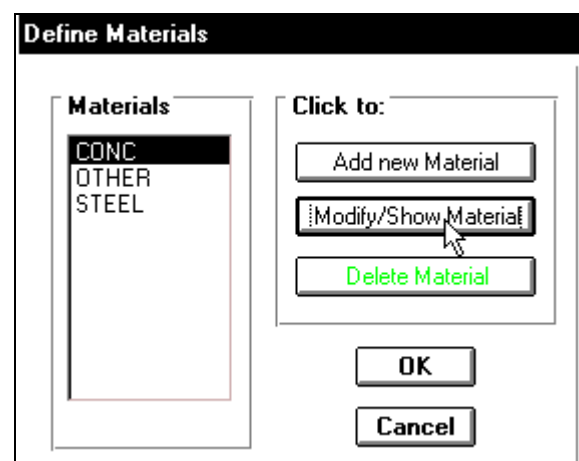 Define Materials
Materials
CONC
OTHER
STEEL
Click to:
Add new Material
Modify/Show Material
Delete Material
OK
Cancel